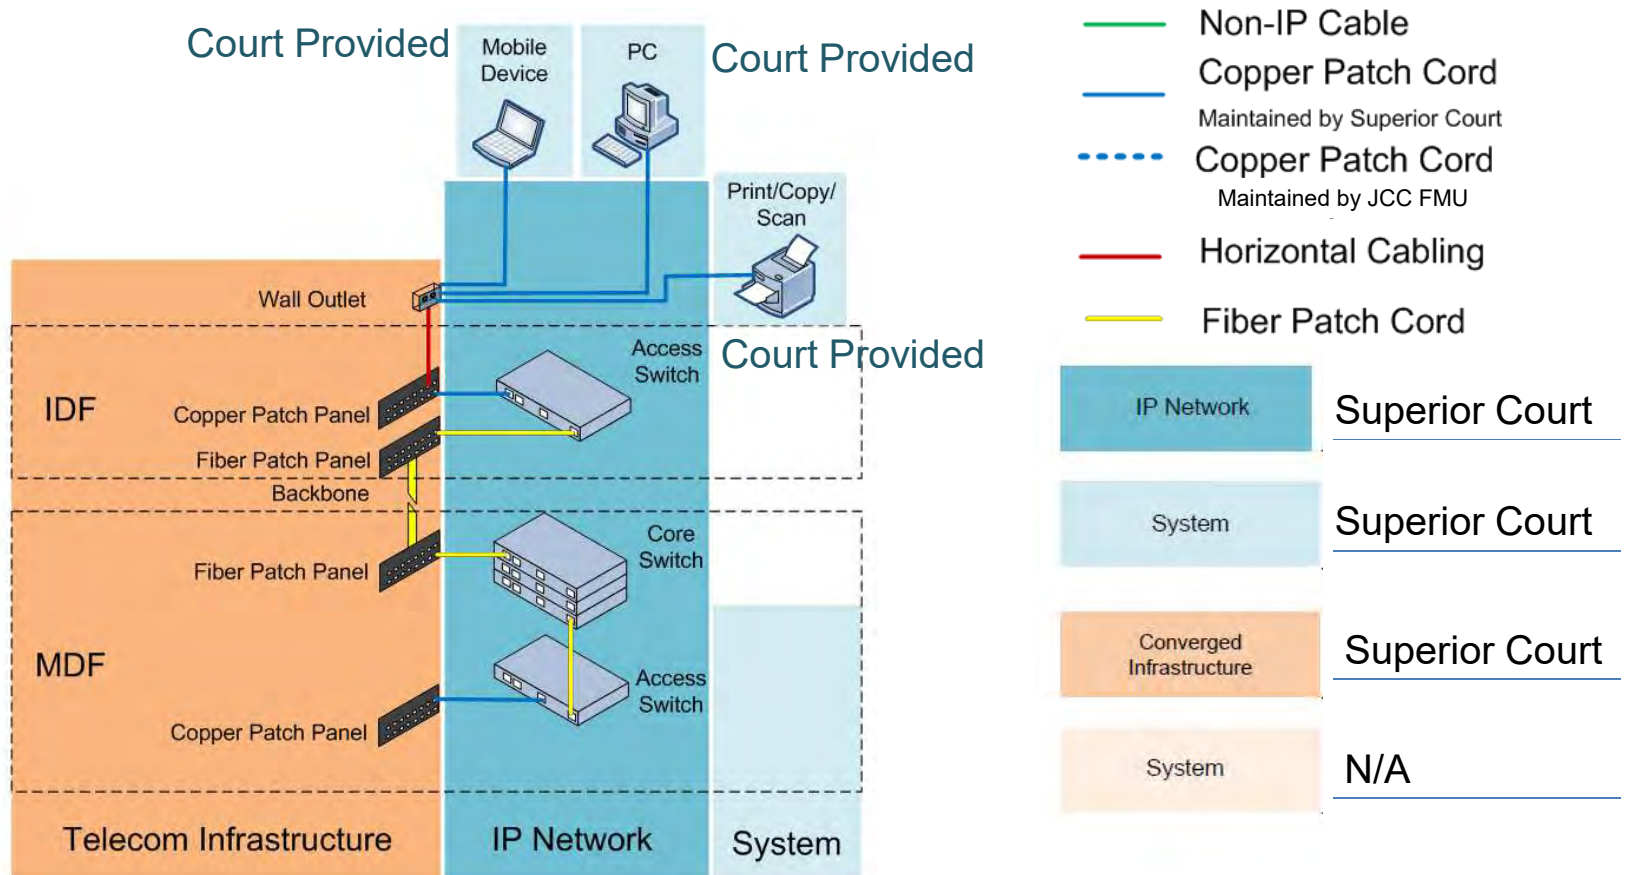 Court Provided
Mobile
Device
PC
Court Provided
Print/Copy/
Scan
Wall Outlet
Access
Switch
Court Provided
IDF
Copper Patch Panel
Fiber Patch Panel
Backbone
Core
Switch
Fiber Patch Panel
MDF
Access
Switch
Copper Patch Panel
Telecom Infrastructure
IP Network
System
Non-IP Cable
Copper Patch Cord
Maintained by Superior Court
Copper Patch Cord
Maintained by JCC FMU
Horizontal Cabling
Fiber Patch Cord
IP Network
Superior Court
System
Superior Court
Converged
Infrastructure
Superior Court
System
N/A